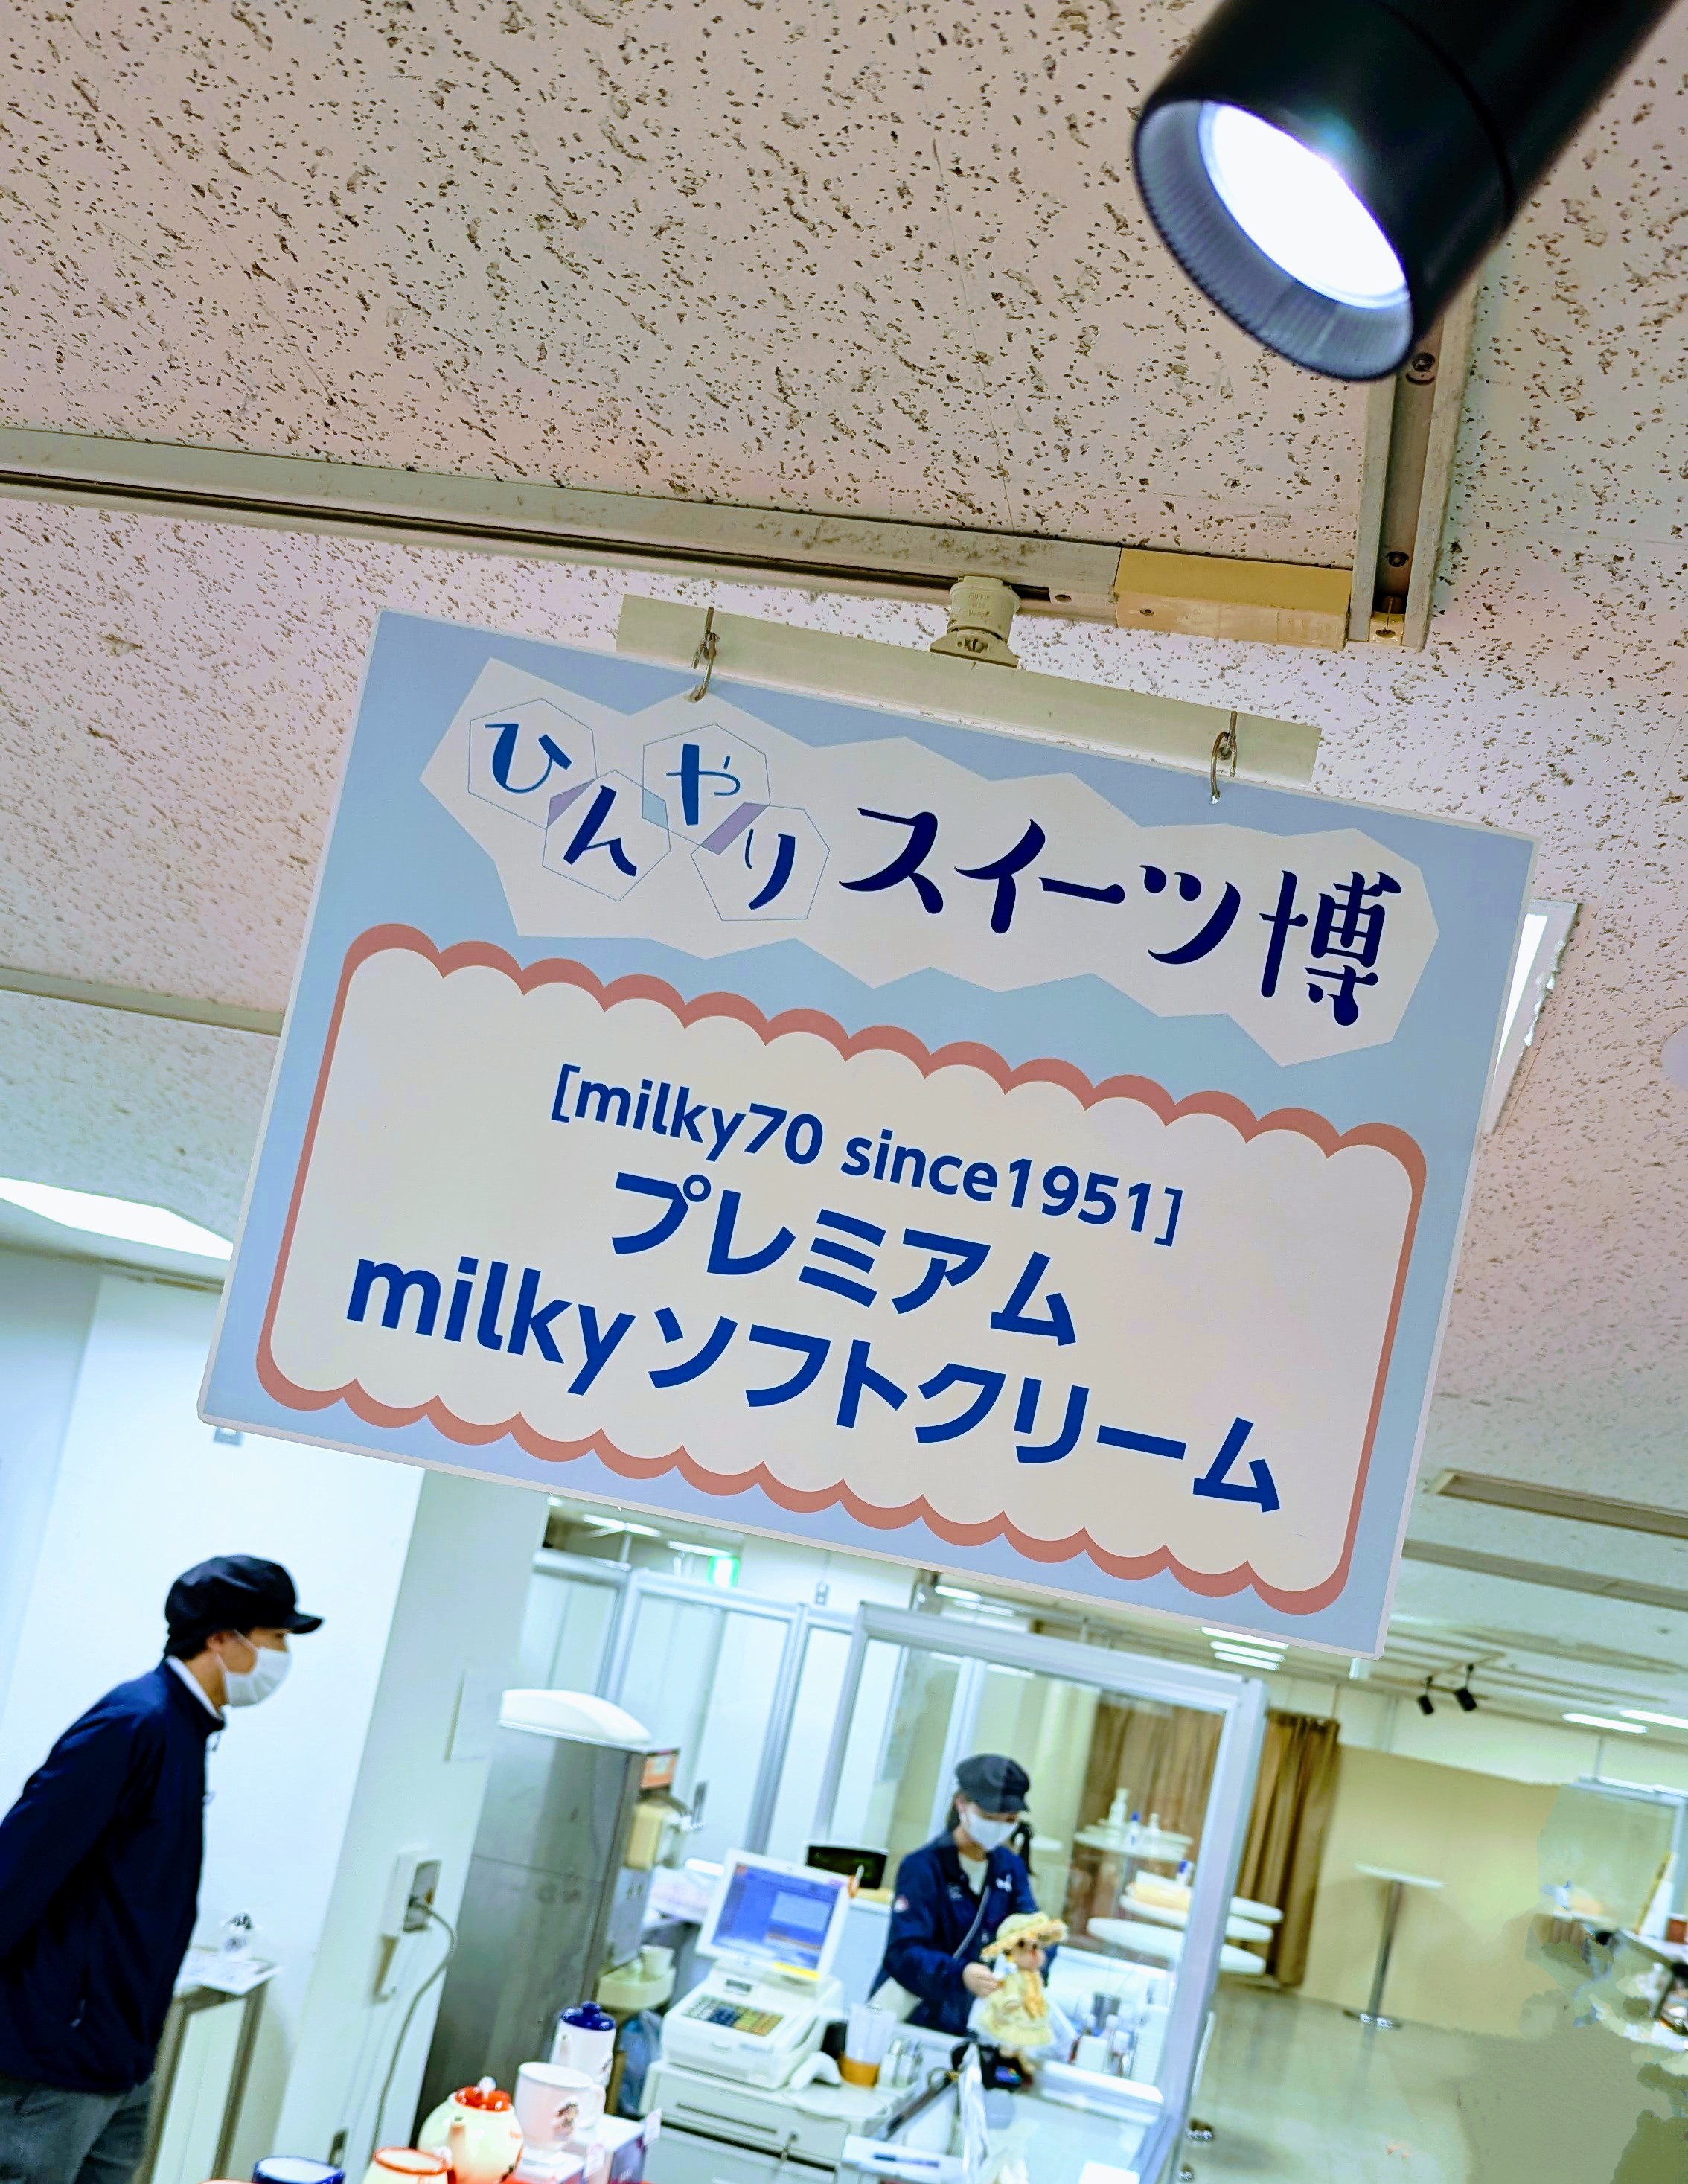 ひんやりスイーツ博
[milky70 since1951]
プレミアム
milkyソフトクリーム